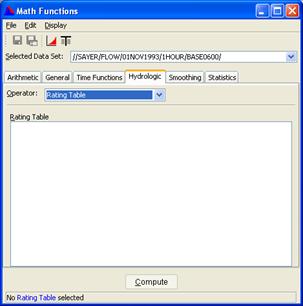 Math Functions
File Edit Display
Selected Data Set: //SAYER/FLOW/01NOV1993/1HOUR/BASE0600/
Arithmetic General Time Functions Hydrologic Smoothing Statistics
Operator: Rating Table
Rating Table
Compute
No Rating Table selected